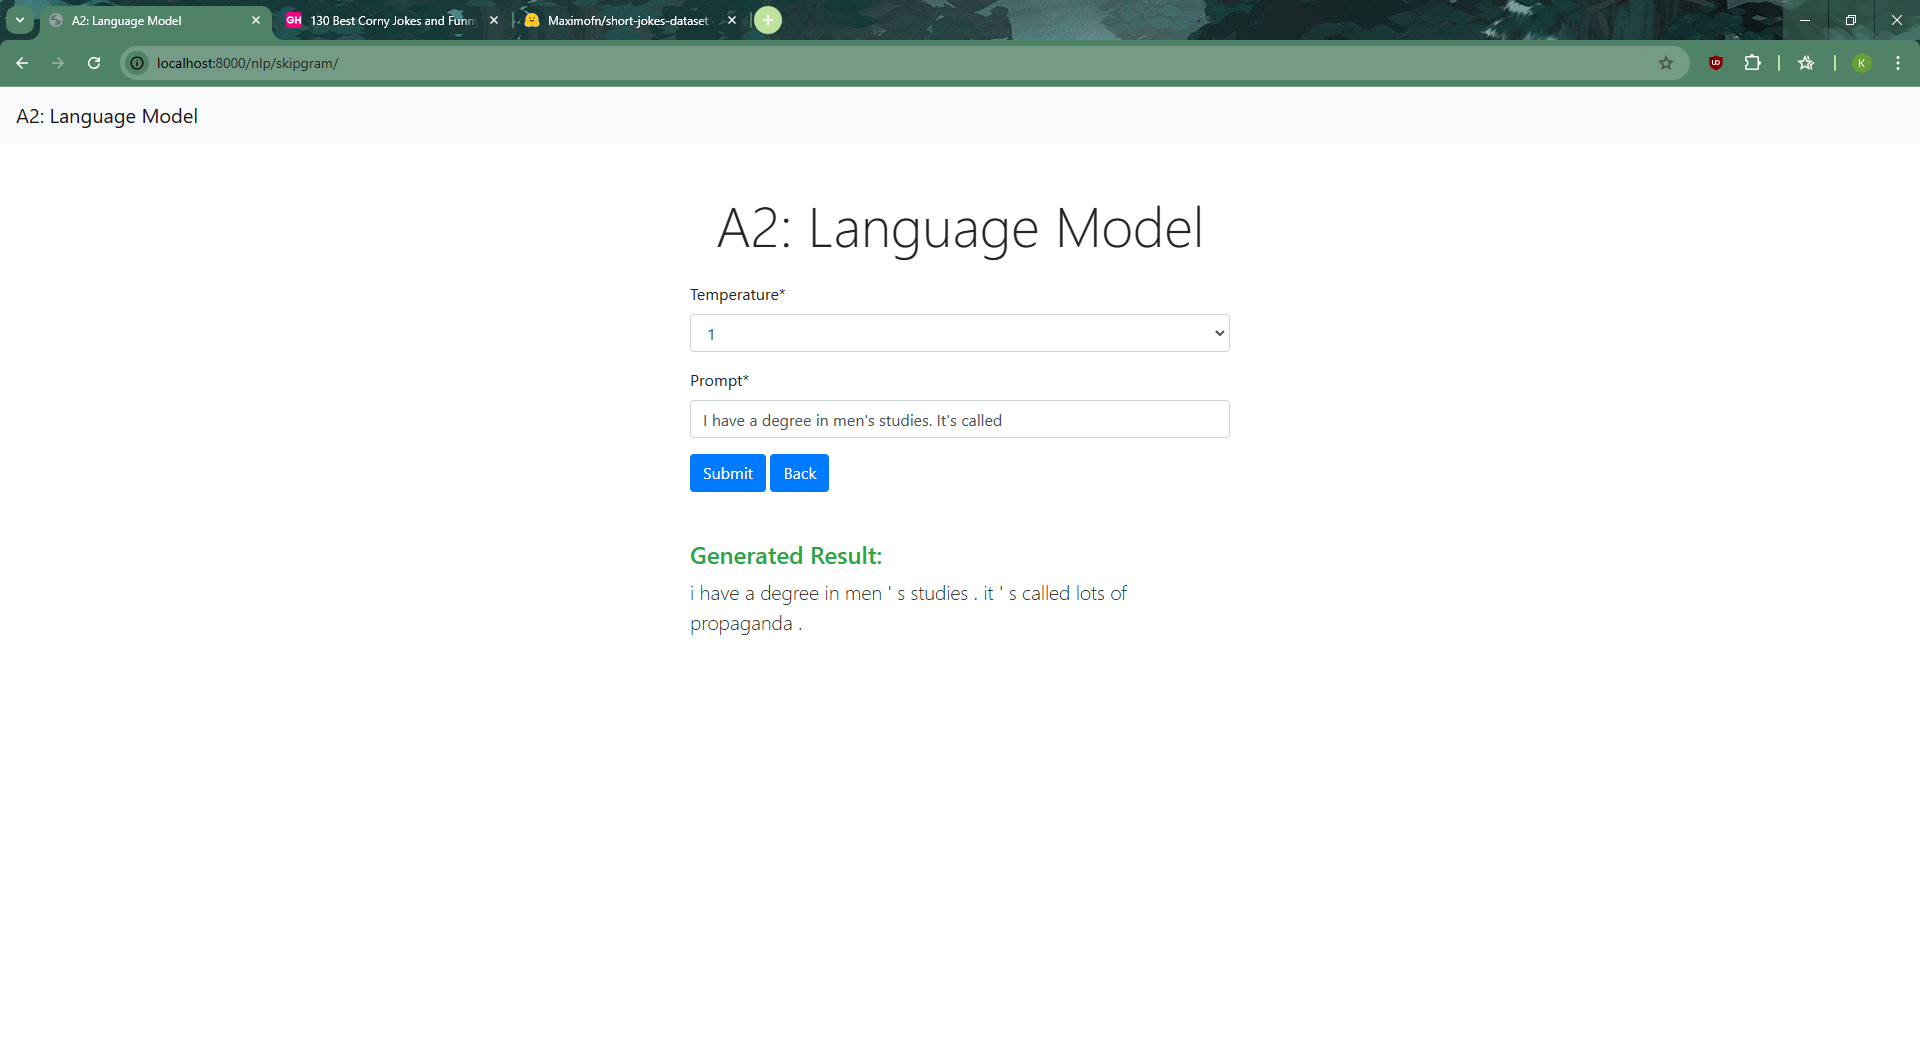 A2: Language Model
GH 130 Best Corny Jokes and Funn
Maximofn/short-jokes-dataset
localhost:8000/nlp/skipgram/
K
A2: Language Model
A2: Language Model
Temperature*
1
Prompt*
I have a degree in men's studies. It's called
Submit Back
Generated Result:
i have a degree in men ' s studies . it ' s called lots of
propaganda .